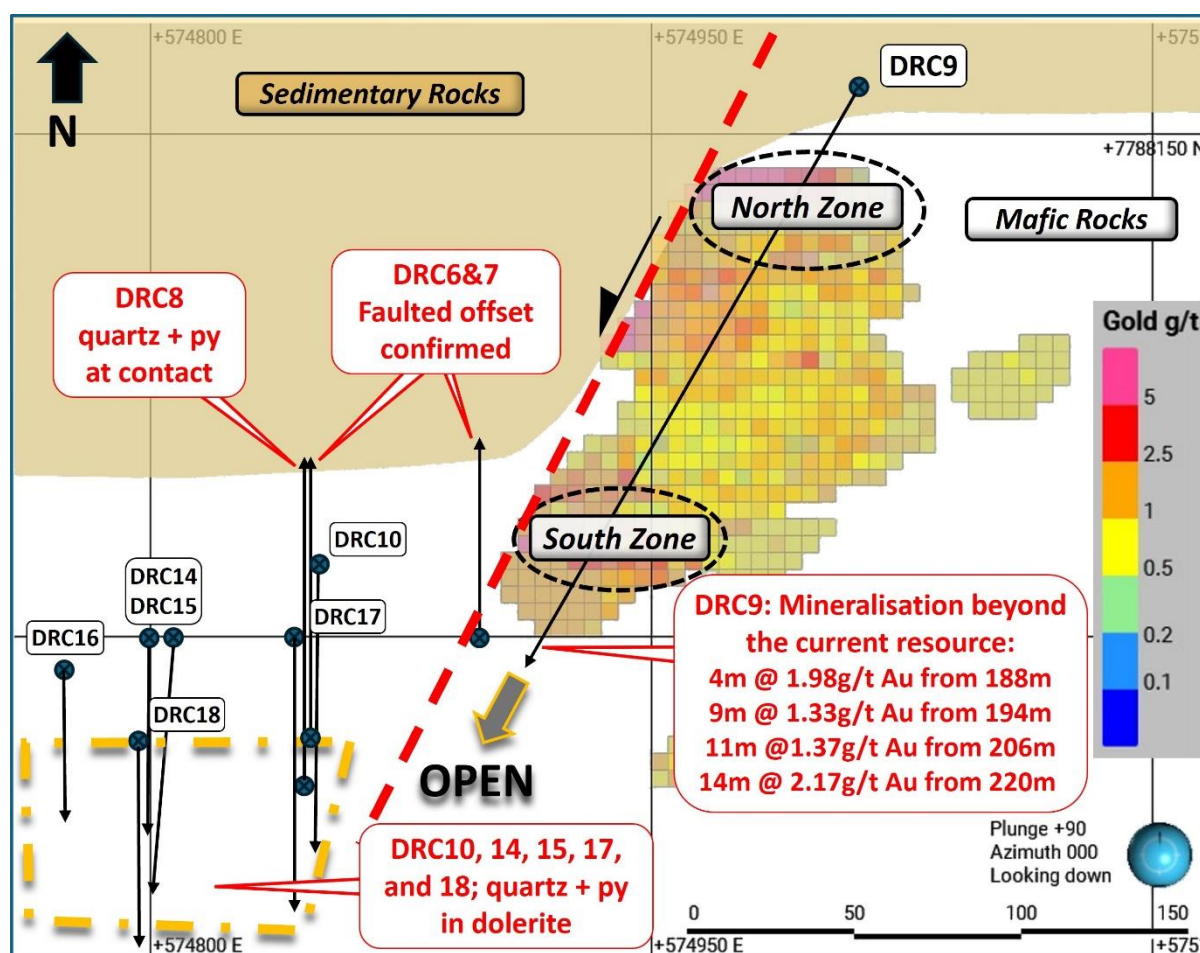 +574800 E
+574950 E
+575
N
Sedimentary Rocks
DRC9
+7788150 N
North Zone
Mafic Rocks
DRC8
quartz + py
at contact
DRC6&7
Faulted offset
confirmed
Gold g/t
5
2.5
1
0.5
0.2
0.1
South Zone
DRC10
DRC14
DRC15
DRC17
DRC16
DRC18
DRC9: Mineralisation beyond
the current resource:
4m @ 1.98g/t Au from 188m
9m @ 1.33g/t Au from 194m
11m @1.37g/t Au from 206m
14m @ 2.17g/t Au from 220m
OPEN
DRC10, 14, 15, 17,
and 18; quartz + py
in dolerite
Plunge +90
Azimuth 000
Looking down
0
50
100
150
+574800 E
+574950 E
+575